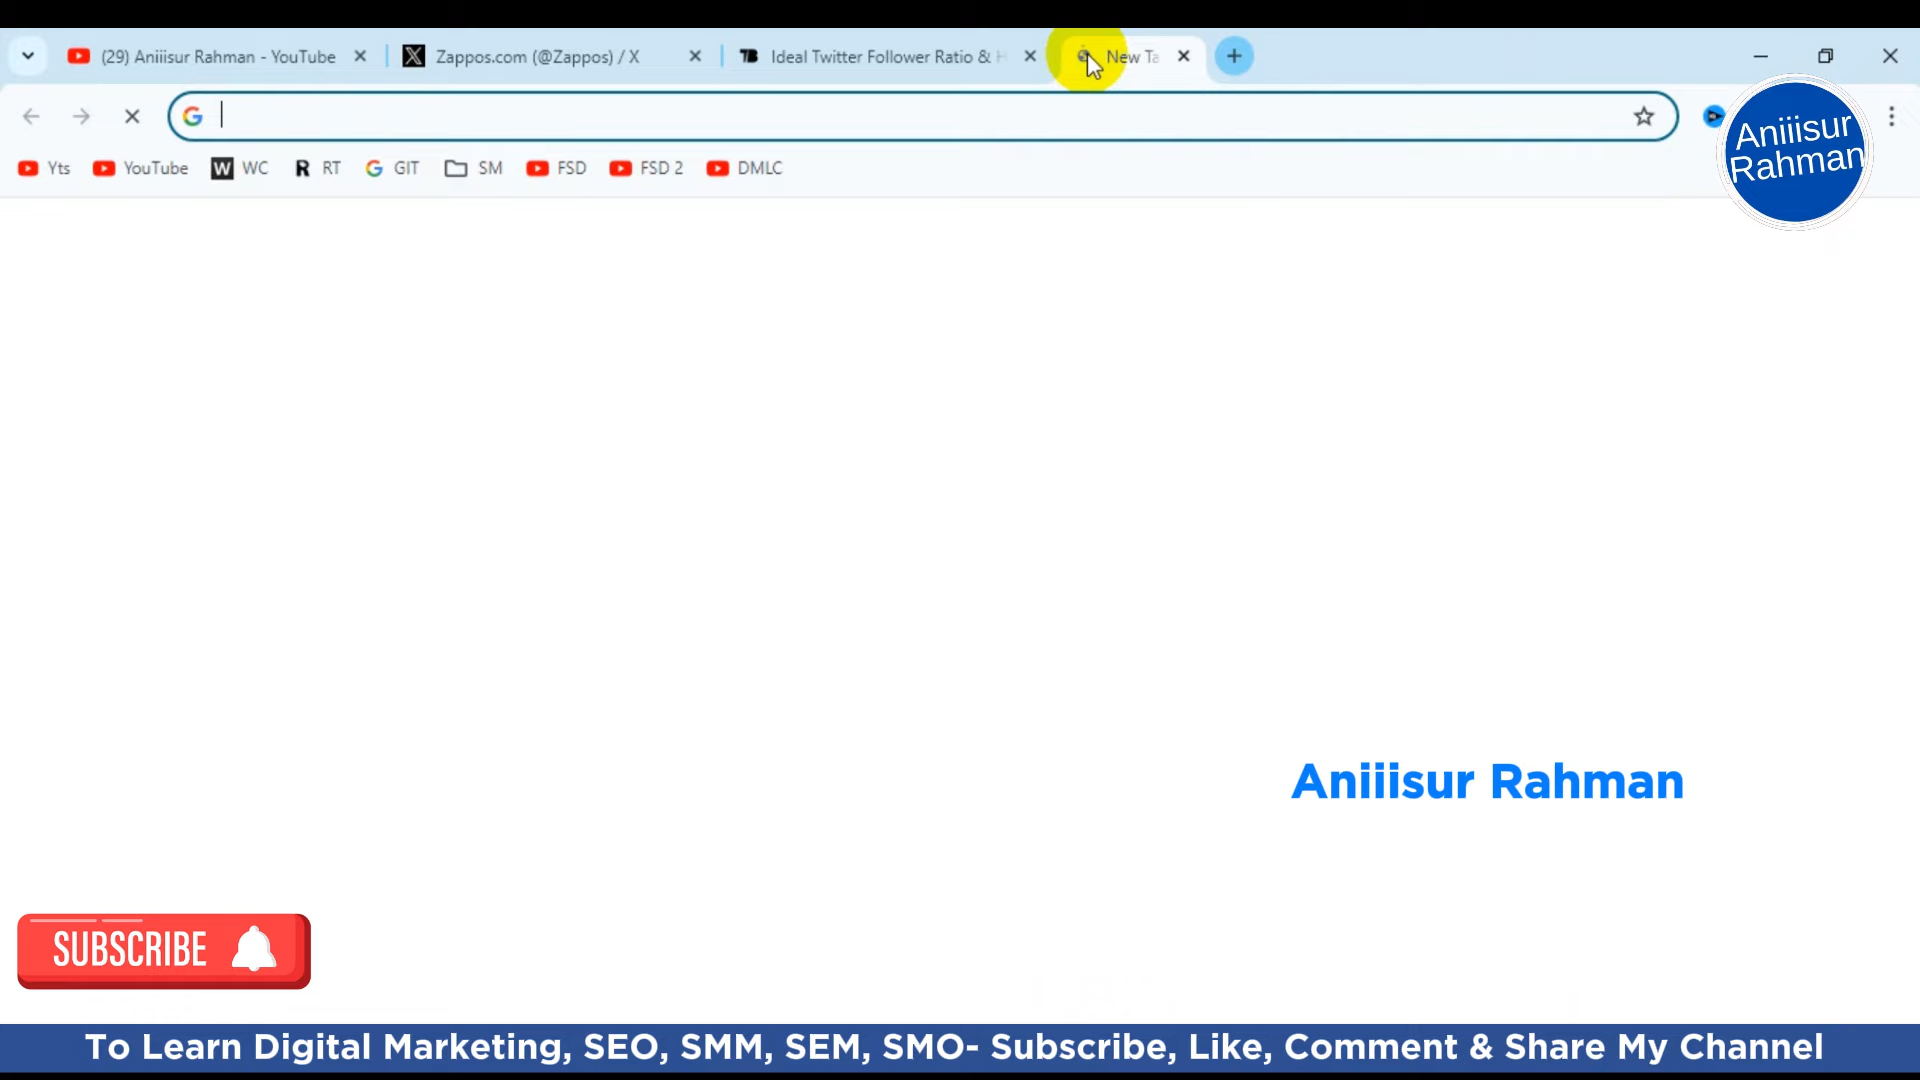 (29) Aniiisur Rahman - YouTube
Zappos.com (@Zappos) / X
Ideal Twitter Follower Ratio &
New Ta
Aniiisur
Rahman
Yts
YouTube
WC
RT
GIT
SM
FSD
FSD 2
DMLC
Aniiisur Rahman
SUBSCRIBE
To Learn Digital Marketing, SEO, SMM, SEM, SMO- Subscribe, Like, Comment & Share My Channel